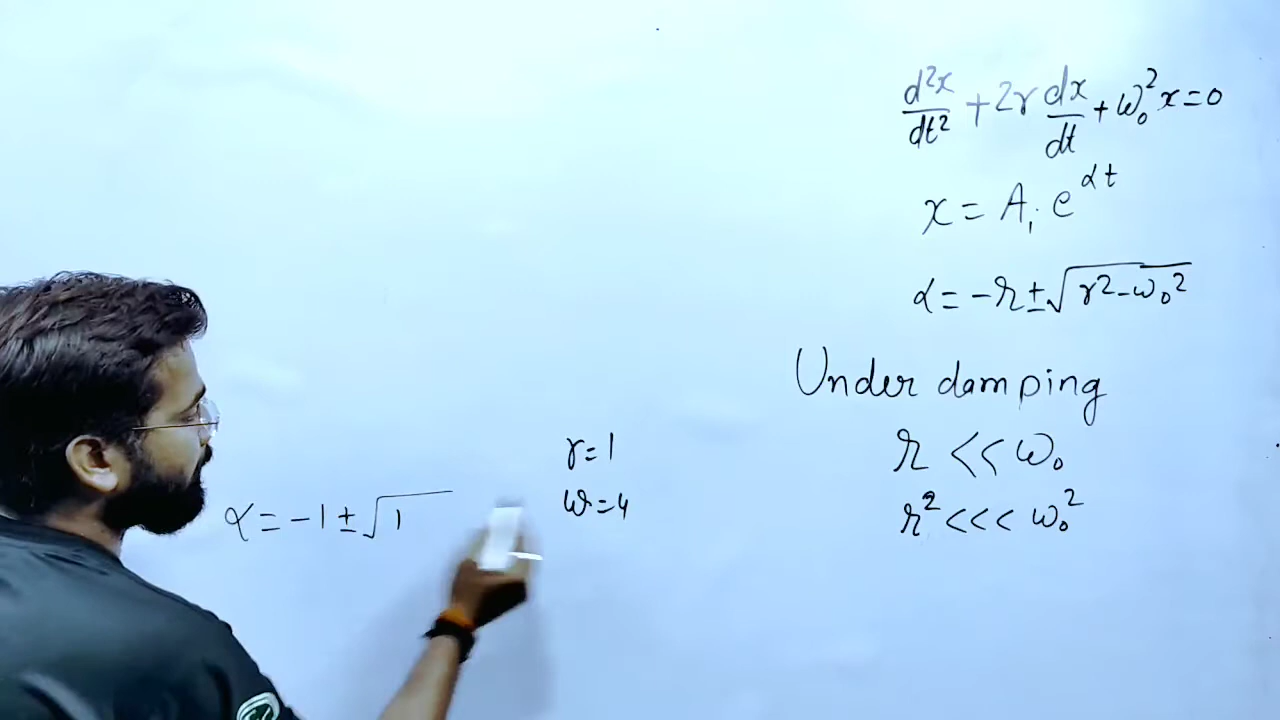 d²x/dt² + 2r dx/dt + ω₀² x = 0
x = A₁ e^αt
α = -r ± √(r² - ω₀²)
Under damping
r << ω₀
r² <<< ω₀²
r = 1
ω = 4
α = -1 ± √1